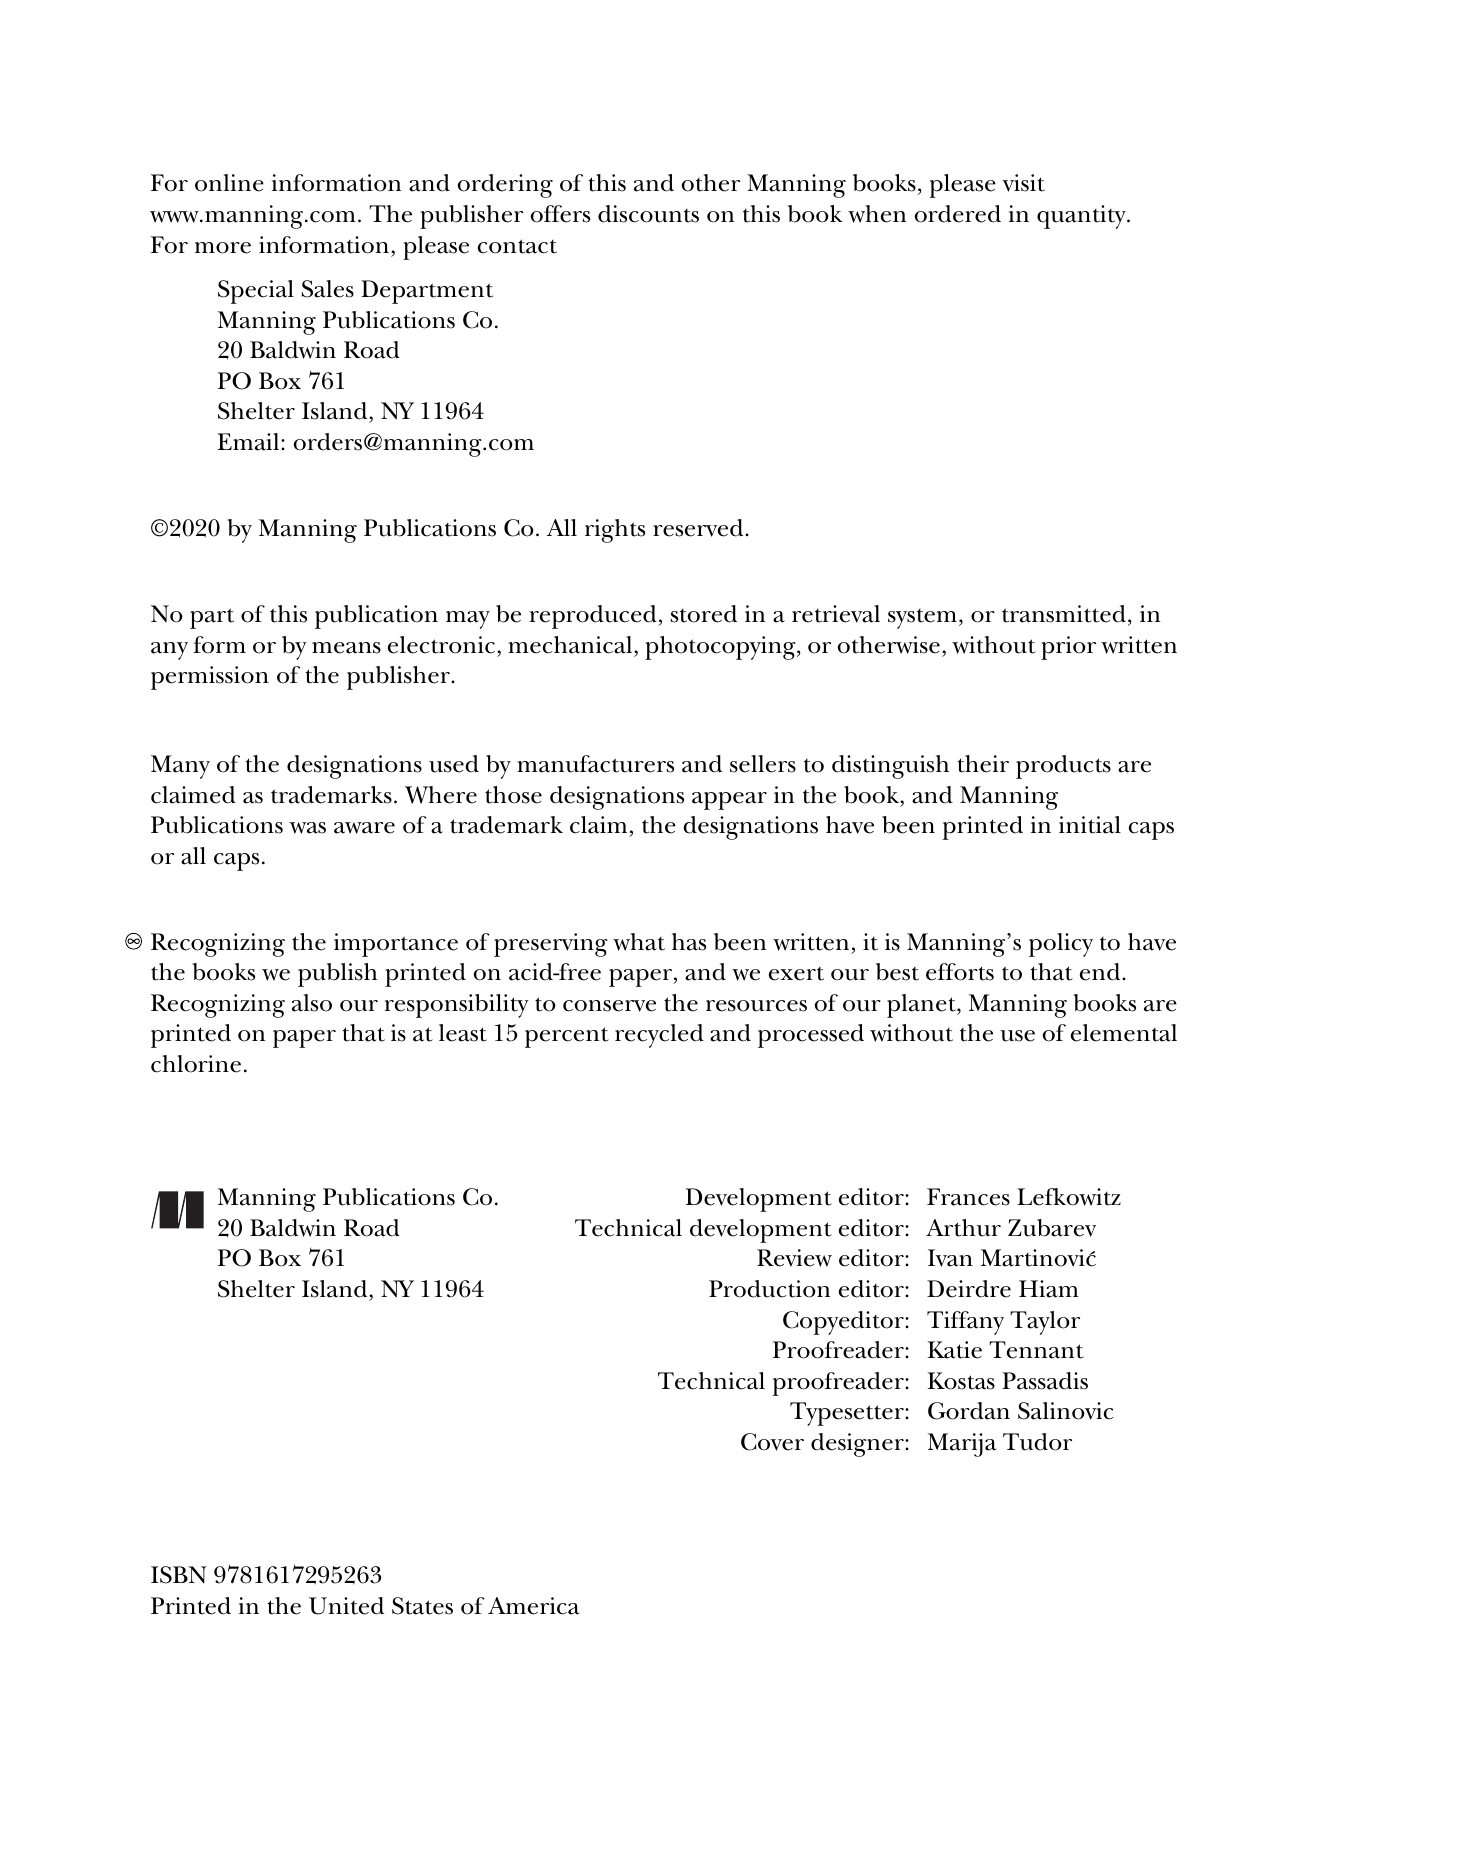 For online information and ordering of this and other Manning books, please visit
www.manning.com. The publisher offers discounts on this book when ordered in quantity.
For more information, please contact
Special Sales Department
Manning Publications Co.
20 Baldwin Road
PO Box 761
Shelter Island, NY 11964
Email: orders@manning.com
©2020 by Manning Publications Co. All rights reserved.
No part of this publication may be reproduced, stored in a retrieval system, or transmitted, in
any form or by means electronic, mechanical, photocopying, or otherwise, without prior written
permission of the publisher.
Many of the designations used by manufacturers and sellers to distinguish their products are
claimed as trademarks. Where those designations appear in the book, and Manning
Publications was aware of a trademark claim, the designations have been printed in initial caps
or all caps.
♾ Recognizing the importance of preserving what has been written, it is Manning’s policy to have
the books we publish printed on acid-free paper, and we exert our best efforts to that end.
Recognizing also our responsibility to conserve the resources of our planet, Manning books are
printed on paper that is at least 15 percent recycled and processed without the use of elemental
chlorine.
Manning Publications Co.
20 Baldwin Road
PO Box 761
Shelter Island, NY 11964
Development editor: Frances Lefkowitz
Technical development editor: Arthur Zubarev
Review editor: Ivan Martinović
Production editor: Deirdre Hiam
Copyeditor: Tiffany Taylor
Proofreader: Katie Tennant
Technical proofreader: Kostas Passadis
Typesetter: Gordan Salinovic
Cover designer: Marija Tudor
ISBN 9781617295263
Printed in the United States of America